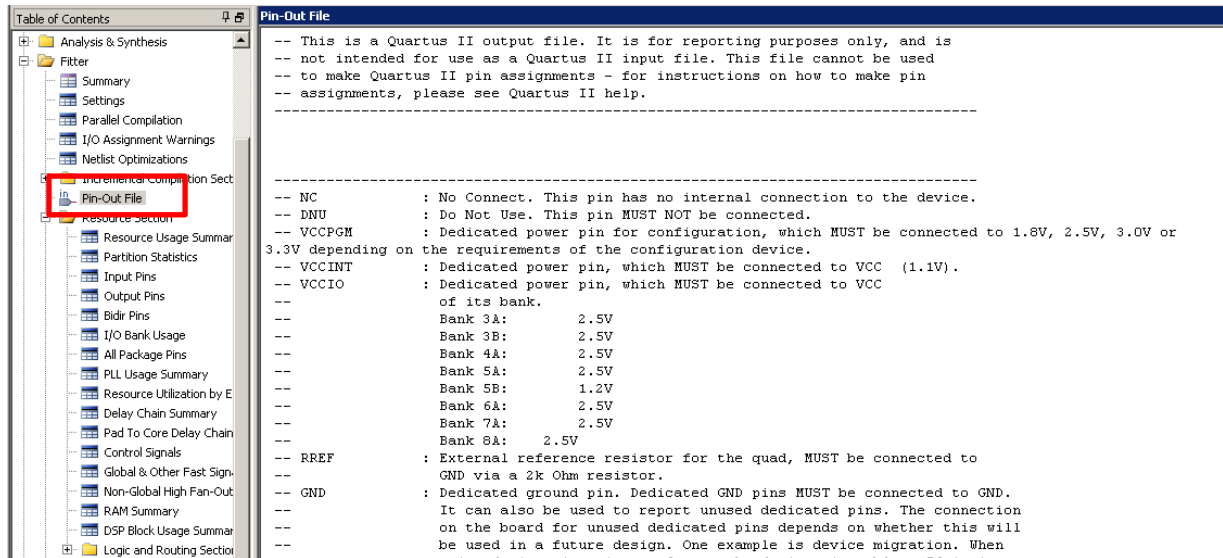 Table of Contents
Analysis & Synthesis
Fitter
Summary
Settings
Parallel Compilation
I/O Assignment Warnings
Netlist Optimizations
Incremental Compilation Sect
Pin-Out File
Resource Section
Resource Usage Summar
Partition Statistics
Input Pins
Output Pins
Bidir Pins
I/O Bank Usage
All Package Pins
PLL Usage Summary
Resource Utilization by E
Delay Chain Summary
Pad To Core Delay Chain
Control Signals
Global & Other Fast Sign
Non-Global High Fan-Out
RAM Summary
DSP Block Usage Summar
Logic and Routing Section
Pin-Out File
-- This is a Quartus II output file. It is for reporting purposes only, and is
-- not intended for use as a Quartus II input file. This file cannot be used
-- to make Quartus II pin assignments - for instructions on how to make pin
-- assignments, please see Quartus II help.
------------------------------------------------------------------------------
------------------------------------------------------------------------------
-- NC : No Connect. This pin has no internal connection to the device.
-- DNU : Do Not Use. This pin MUST NOT be connected.
-- VCCPGM : Dedicated power pin for configuration, which MUST be connected to 1.8V, 2.5V, 3.0V or
3.3V depending on the requirements of the configuration device.
-- VCCINT : Dedicated power pin, which MUST be connected to VCC (1.1V).
-- VCCIO : Dedicated power pin, which MUST be connected to VCC
-- of its bank.
-- Bank 3A: 2.5V
-- Bank 3B: 2.5V
-- Bank 4A: 2.5V
-- Bank 5A: 2.5V
-- Bank 5B: 1.2V
-- Bank 6A: 2.5V
-- Bank 7A: 2.5V
-- Bank 8A: 2.5V
-- RREF : External reference resistor for the quad, MUST be connected to
-- GND via a 2k Ohm resistor.
-- GND : Dedicated ground pin. Dedicated GND pins MUST be connected to GND.
-- It can also be used to report unused dedicated pins. The connection
-- on the board for unused dedicated pins depends on whether this will
-- be used in a future design. One example is device migration. When